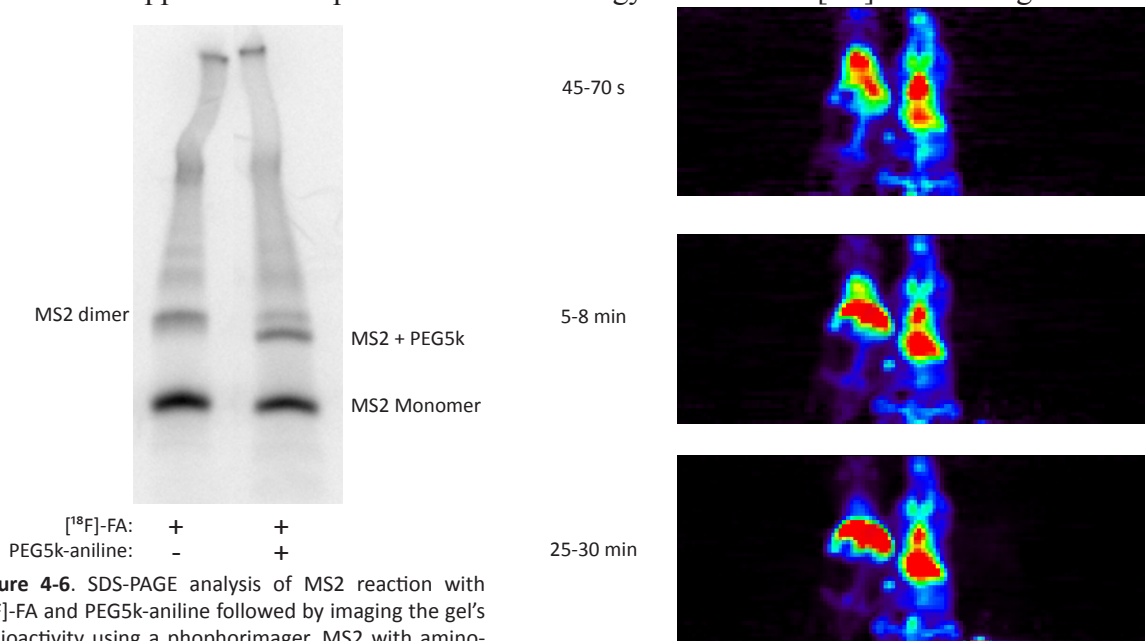 MS2 dimer
MS2 + PEG5k
MS2 Monomer
[¹⁸F]-FA: + +
PEG5k-aniline: - +
4-6. SDS-PAGE analysis of MS2 reaction with
]-FA and PEG5k-aniline followed by imaging the gel's
using a phophorimager. MS2 with amino-
45-70 s
5-8 min
25-30 min